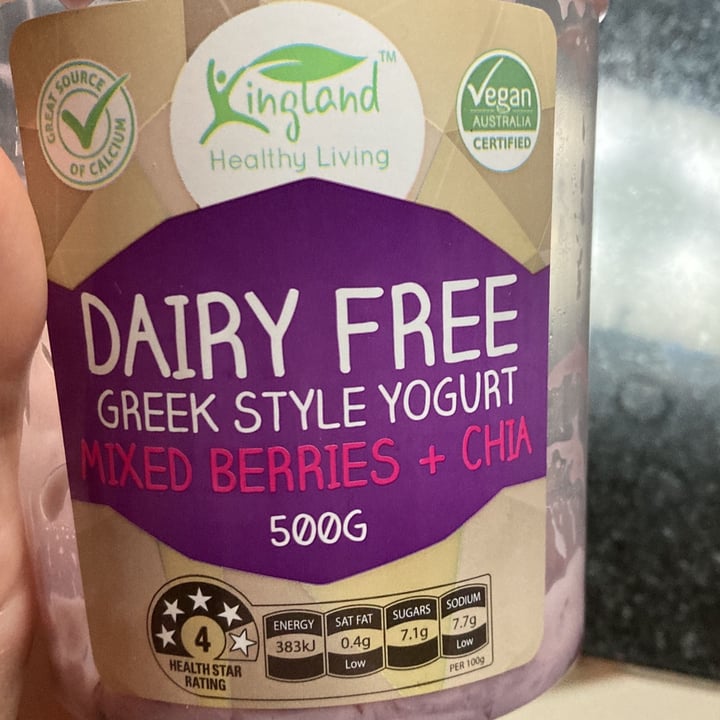 GREAT SOURCE
OF CALCIUM
Kingland™
Healthy Living
Vegan
AUSTRALIA
CERTIFIED
DAIRY FREE
GREEK STYLE YOGURT
MIXED BERRIES + CHIA
500G
4
HEALTH STAR
RATING
ENERGY
383kJ
SAT FAT
0.4g
Low
SUGARS
7.1g
SODIUM
7.7g
Low
PER 100g